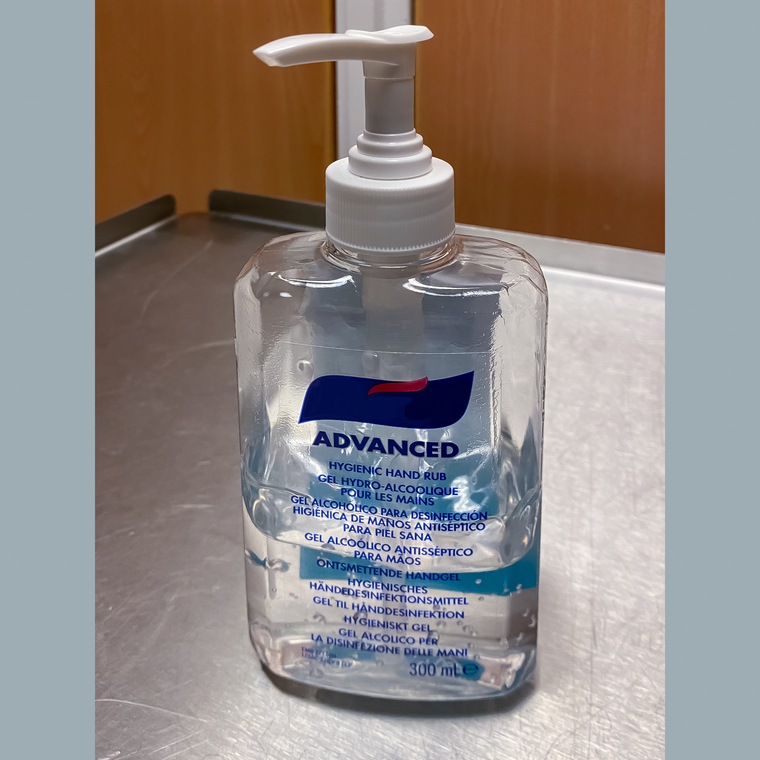 ADVANCED
HYGIENIC HAND RUB
GEL HYDRO-ALCOOLIQUE
POUR LES MAINS
GEL ALCOHÓLICO PARA DESINFECCIÓN
HIGIÉNICA DE MANOS ANTISÉPTICO
PARA PIEL SANA
GEL ALCOÓLICO ANTISSÉPTICO
PARA MÃOS
ONTSMETTENDE HANDGEL
HYGIENISCHES
HÄNDEDESINFEKTIONSMITTEL
GEL TIL HÅNDDESINFEKTION
HYGIENISKT GEL
GEL ALCOLICO PER
LA DISINFEZIONE DELLE MANI
300 mL ℮